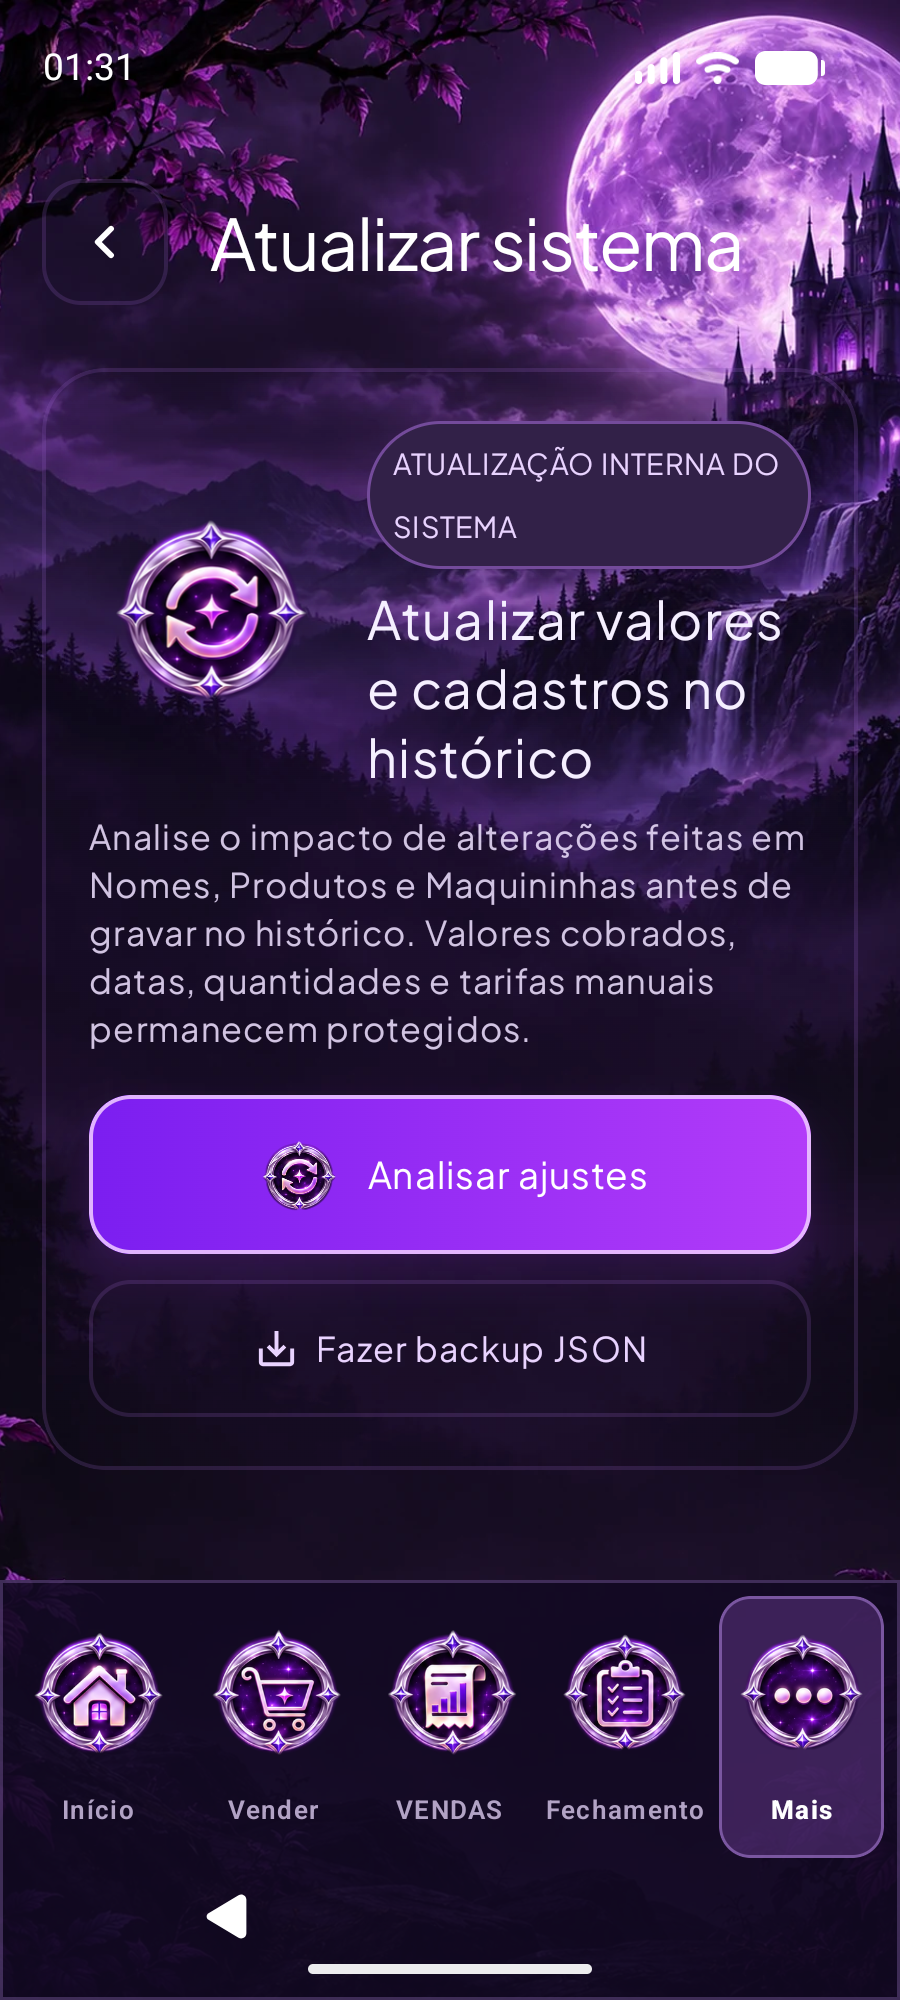 01:31
Atualizar sistema
ATUALIZAÇÃO INTERNA DO
SISTEMA
Atualizar valores
e cadastros no
histórico
Analise o impacto de alterações feitas em
Nomes, Produtos e Maquininhas antes de
gravar no histórico. Valores cobrados,
datas, quantidades e tarifas manuais
permanecem protegidos.
Analisar ajustes
Fazer backup JSON
Início
Vender
VENDAS
Fechamento
Mais